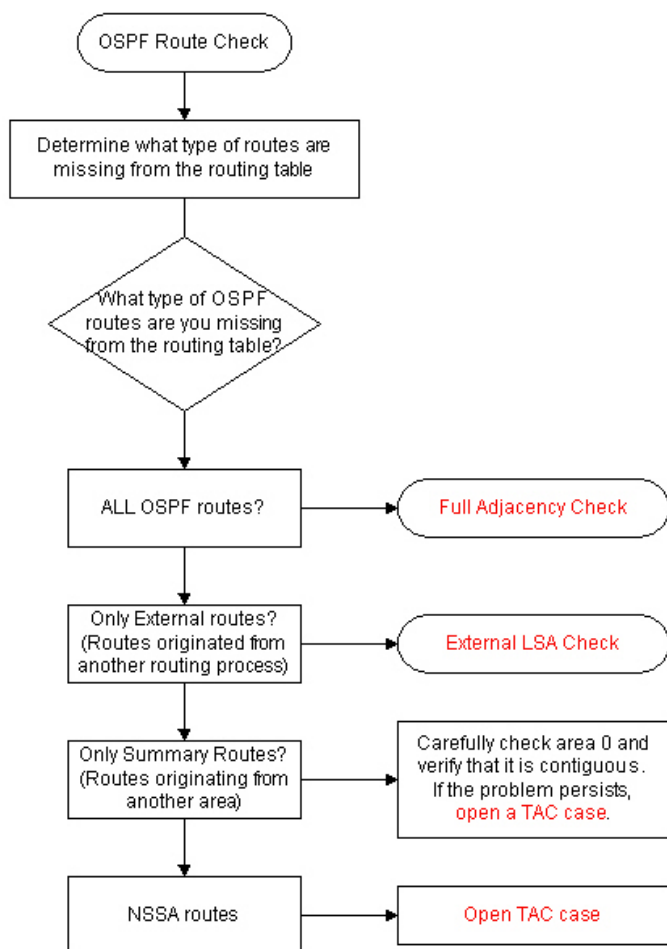 OSPF Route Check
Determine what type of routes are
missing from the routing table
What type of OSPF
routes are you missing
from the routing table?
ALL OSPF routes?
Full Adjacency Check
Only External routes?
(Routes originated from
another routing process)
External LSA Check
Only Summary Routes?
(Routes originating from
another area)
Carefully check area 0 and
verify that it is contiguous.
If the problem persists,
open a TAC case.
NSSA routes
Open TAC case